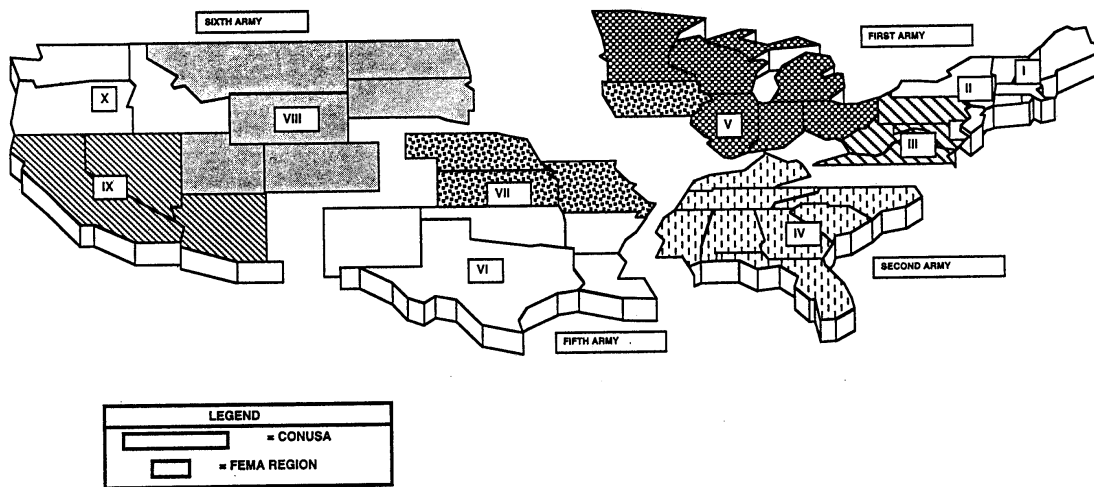 SIXTH ARMY
FIRST ARMY
I
II
X
VIII
V
III
IX
VII
IV
VI
SECOND ARMY
FIFTH ARMY
LEGEND
= CONUSA
= FEMA REGION